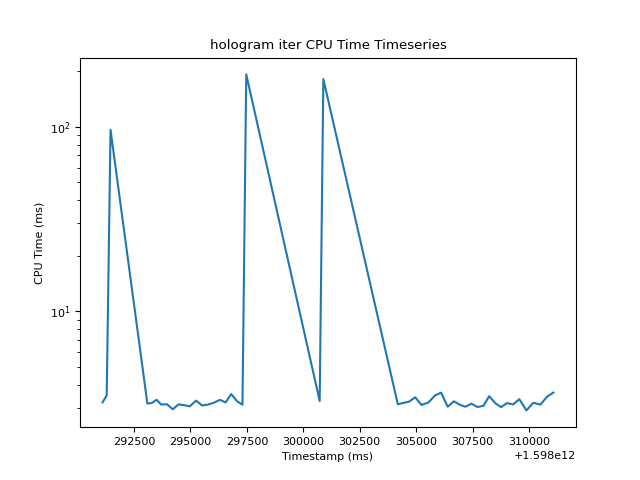 hologram iter CPU Time Timeseries
CPU Time (ms)
10²
10¹
292500 295000 297500 300000 302500 305000 307500 310000
Timestamp (ms)
+1.598e12